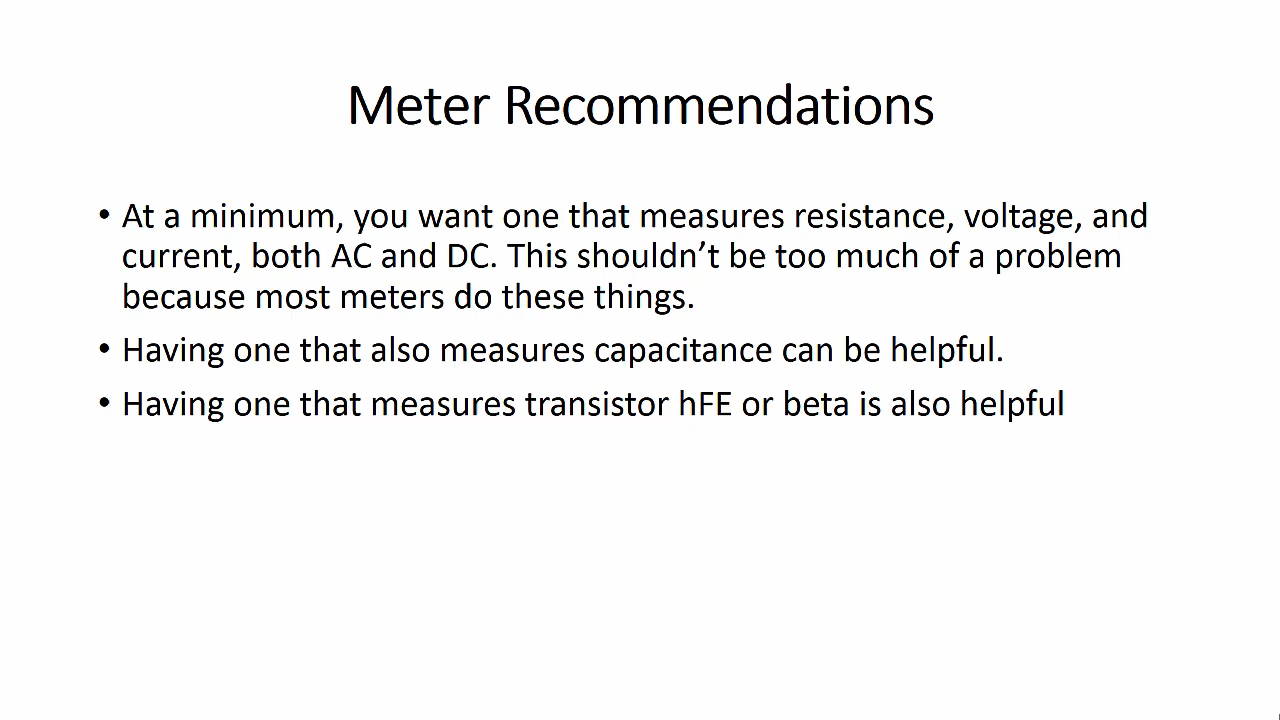 Meter Recommendations
• At a minimum, you want one that measures resistance, voltage, and
current, both AC and DC. This shouldn’t be too much of a problem
because most meters do these things.
• Having one that also measures capacitance can be helpful.
• Having one that measures transistor hFE or beta is also helpful